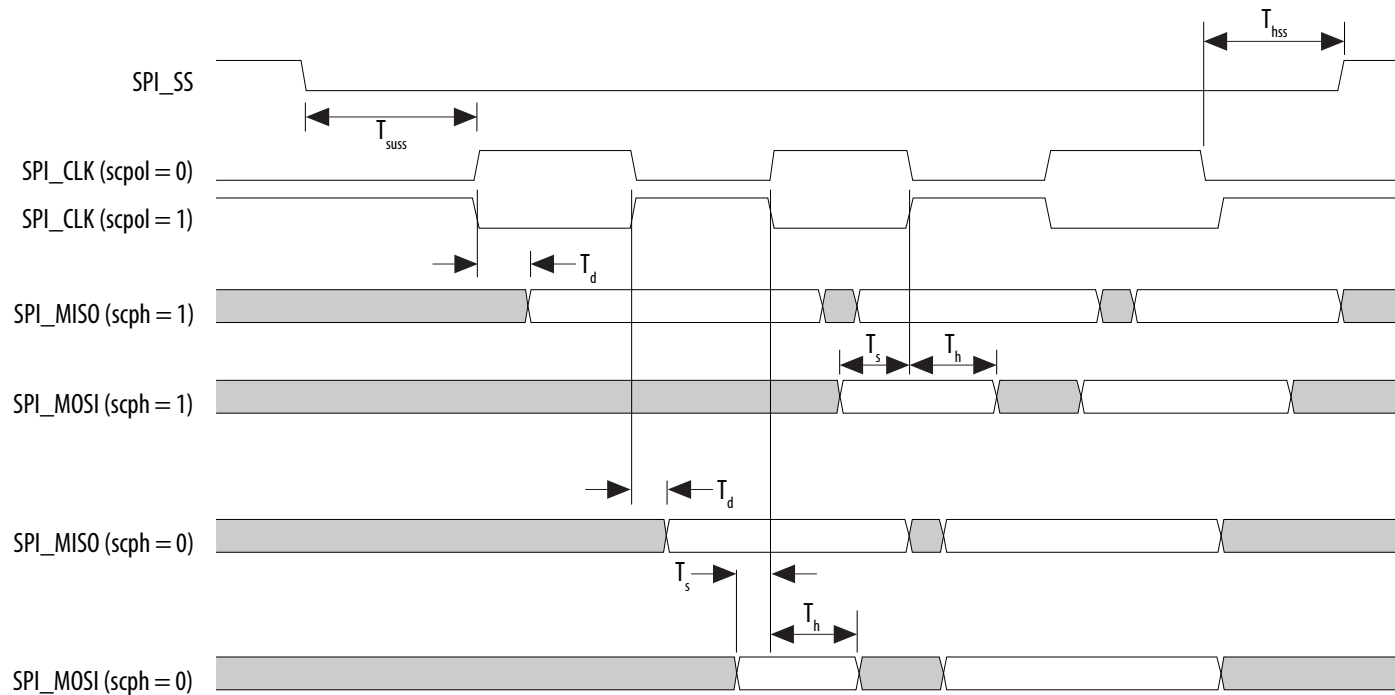 T_hss
SPI_SS
T_suss
SPI_CLK (scpol = 0)
SPI_CLK (scpol = 1)
T_d
SPI_MISO (scph = 1)
T_s T_h
SPI_MOSI (scph = 1)
T_d
SPI_MISO (scph = 0)
T_s
T_h
SPI_MOSI (scph = 0)